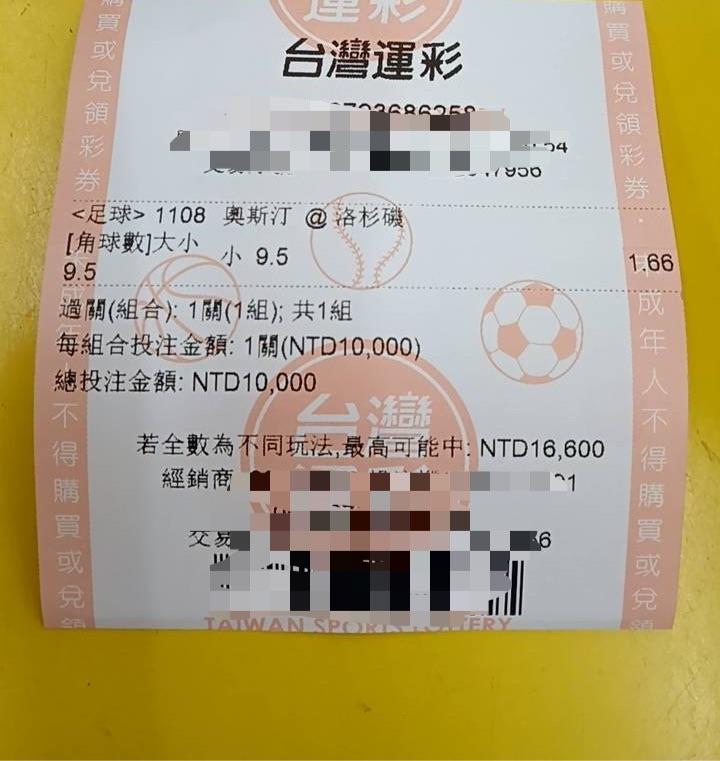 運彩
台灣運彩
<足球> 1108 奧斯汀 @ 洛杉磯
[角球數]大小 小 9.5
9.5 1.66
過關(組合): 1關(1組); 共1組
每組合投注金額: 1關(NTD10,000)
總投注金額: NTD10,000
台灣
若全數為不同玩法,最高可能中: NTD16,600
經銷商
交易
TAIWAN SPORTS LOTTERY
購買或兌領彩券
不得購買或兌領
購買或兌領彩券
成年人不得購買或兌領